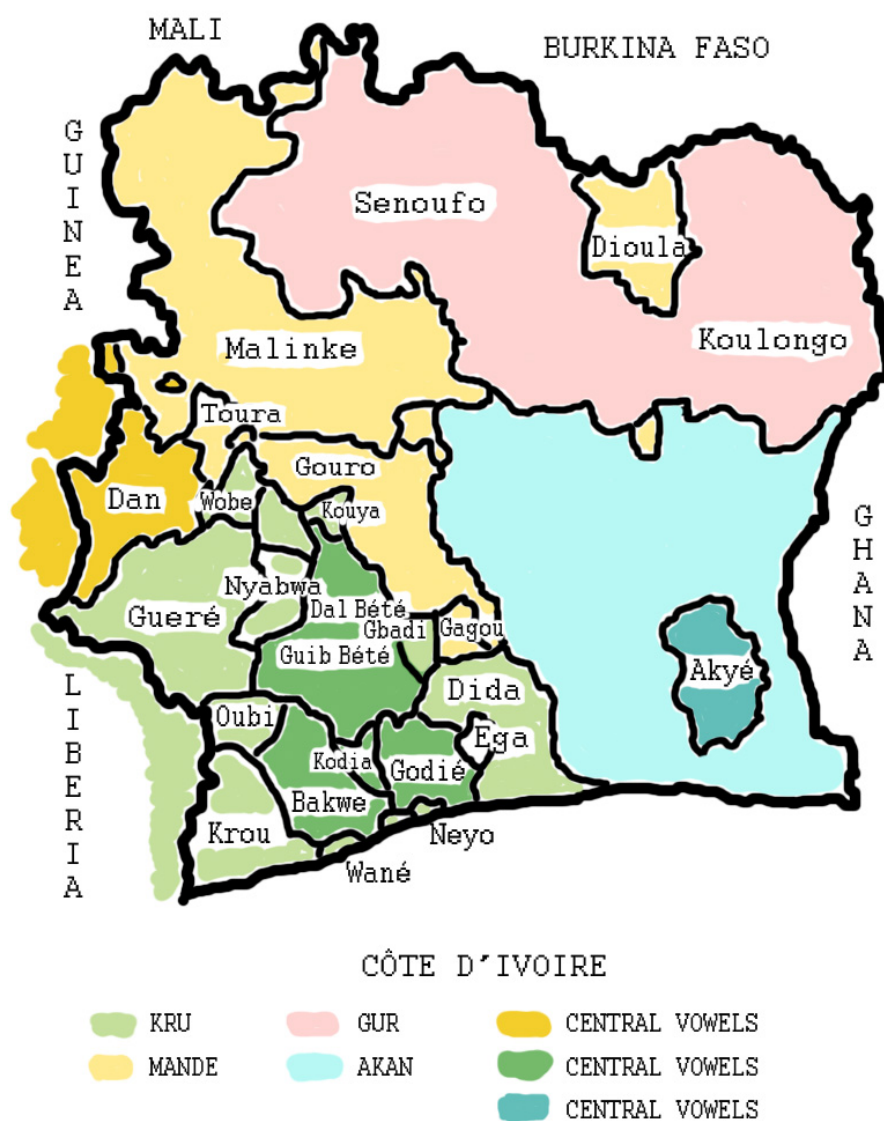 MALI
BURKINA FASO
GUINEA
Senoufo
Dioula
Koulongo
Malinke
Toura
Gouro
Dan
Wobe
Kouya
GHANA
Nyabwa
Gueré
Dal Bété
Gbadi
Gagou
Guib Bété
Akyé
LIBERIA
Dida
Oubi
Ega
Kodia
Godié
Bakwe
Krou
Neyo
Wané
CÔTE D'IVOIRE
KRU
GUR
CENTRAL VOWELS
MANDE
AKAN
CENTRAL VOWELS
CENTRAL VOWELS